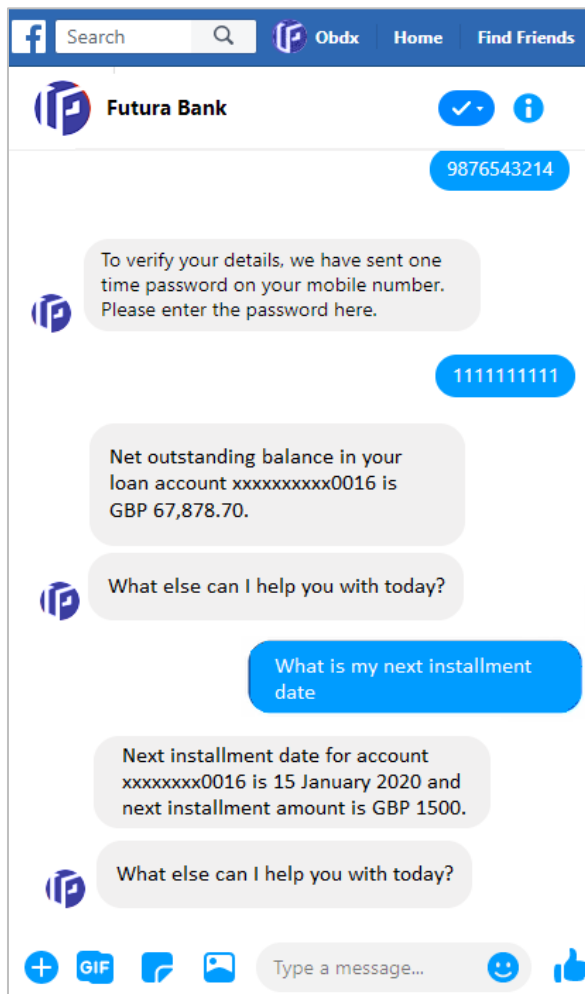 f Search Obdx Home Find Friends
Futura Bank
9876543214
To verify your details, we have sent one
time password on your mobile number.
Please enter the password here.
1111111111
Net outstanding balance in your
loan account xxxxxxxxxx0016 is
GBP 67,878.70.
What else can I help you with today?
What is my next installment
date
Next installment date for account
xxxxxxxx0016 is 15 January 2020 and
next installment amount is GBP 1500.
What else can I help you with today?
GIF Type a message...